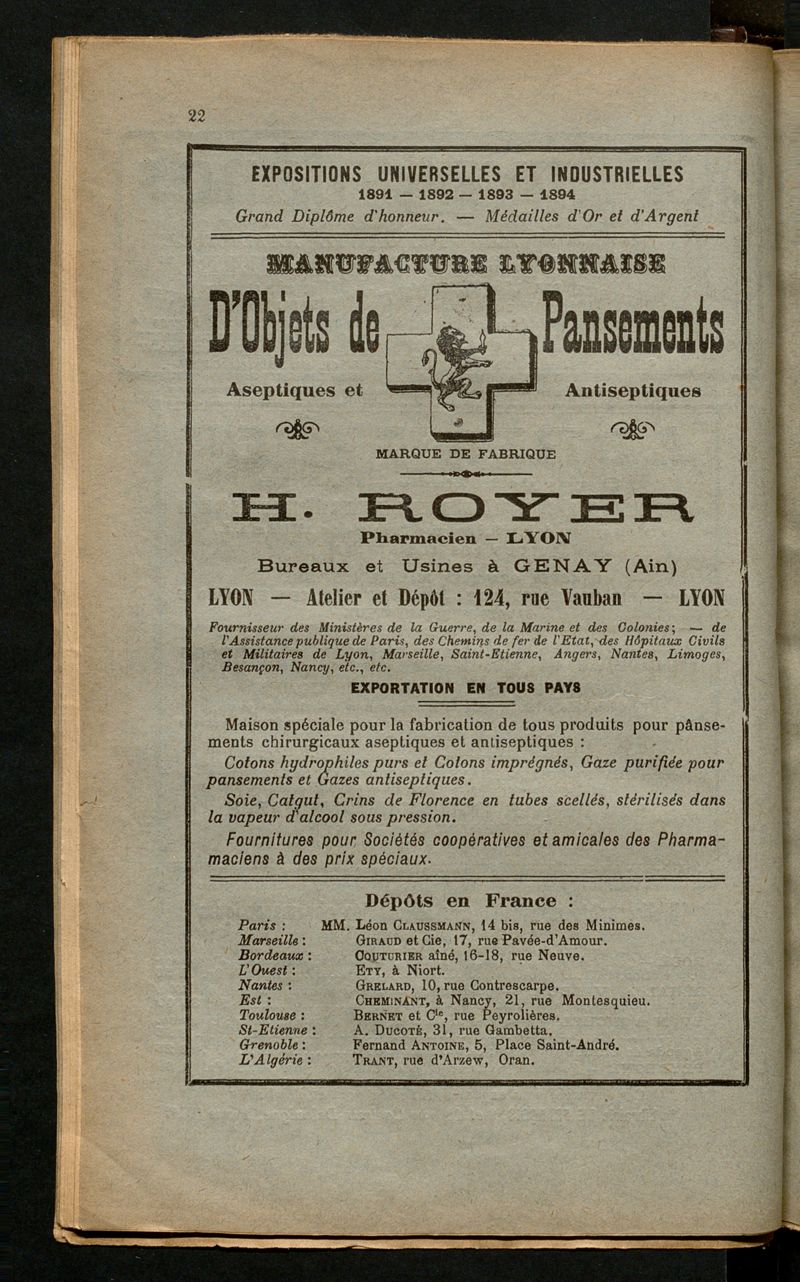 22
EXPOSITIONS UNIVERSELLES ET INDUSTRIELLES
1891 — 1892 — 1893 — 1894
Grand Diplôme d'honneur. — Médailles d'Or et d'Argent
MANUFACTURE LYONNAISE
D'Objets de Pansements
Aseptiques et Antiseptiques
MARQUE DE FABRIQUE
H. ROYER
Pharmacien — LYON
Bureaux et Usines à GENAY (Ain)
LYON — Atelier et Dépôt : 124, rue Vauban — LYON
Fournisseur des Ministères de la Guerre, de la Marine et des Colonies; — de
l'Assistance publique de Paris, des Chemins de fer de l'Etat, des Hôpitaux Civils
et Militaires de Lyon, Marseille, Saint-Etienne, Angers, Nantes, Limoges,
Besançon, Nancy, etc., etc.
EXPORTATION EN TOUS PAYS
Maison spéciale pour la fabrication de tous produits pour pânse-
ments chirurgicaux aseptiques et antiseptiques :
Cotons hydrophiles purs et Cotons imprégnés, Gaze purifiée pour
pansements et Gazes antiseptiques.
Soie, Catgut, Crins de Florence en tubes scellés, stérilisés dans
la vapeur d'alcool sous pression.
Fournitures pour Sociétés coopératives et amicales des Pharma-
maciens à des prix spéciaux.
Dépôts en France :
Paris : MM. Léon CLAUSSMANN, 14 bis, rue des Minimes.
Marseille : GIRAUD et Cie, 17, rue Pavée-d'Amour.
Bordeaux : COUTURIER aîné, 16-18, rue Neuve.
L'Ouest : ETY, à Niort.
Nantes : GRELARD, 10, rue Contrescarpe.
Est : CHEMINANT, à Nancy, 21, rue Montesquieu.
Toulouse : BERNET et Cie, rue Peyrolières.
St-Etienne : A. DUCOTÉ, 31, rue Gambetta.
Grenoble : Fernand ANTOINE, 5, Place Saint-André.
L'Algérie : TRANT, rue d'Arzew, Oran.